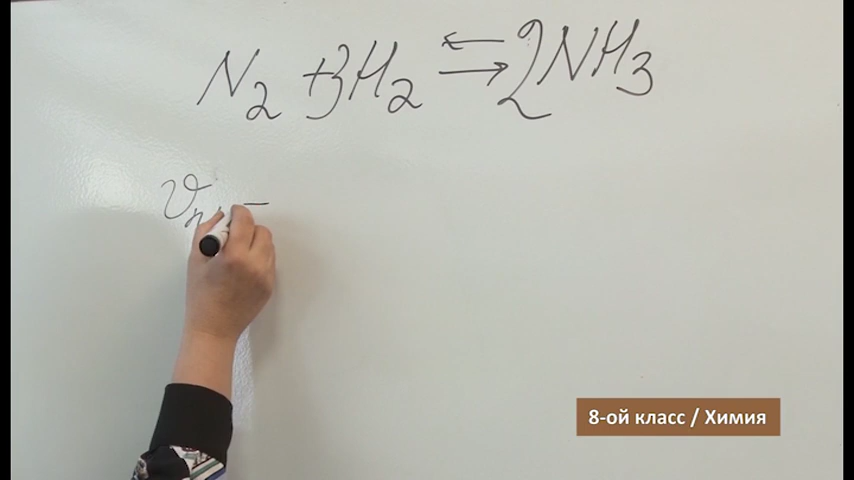 N₂ + 3H₂ ⇄ 2NH₃
8-ой класс / Химия